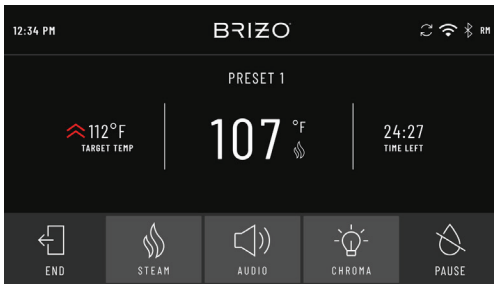 12:34 PM
BRIZO
RM
PRESET 1
112°F
TARGET TEMP
107 °F
24:27
TIME LEFT
END
STEAM
AUDIO
CHROMA
PAUSE